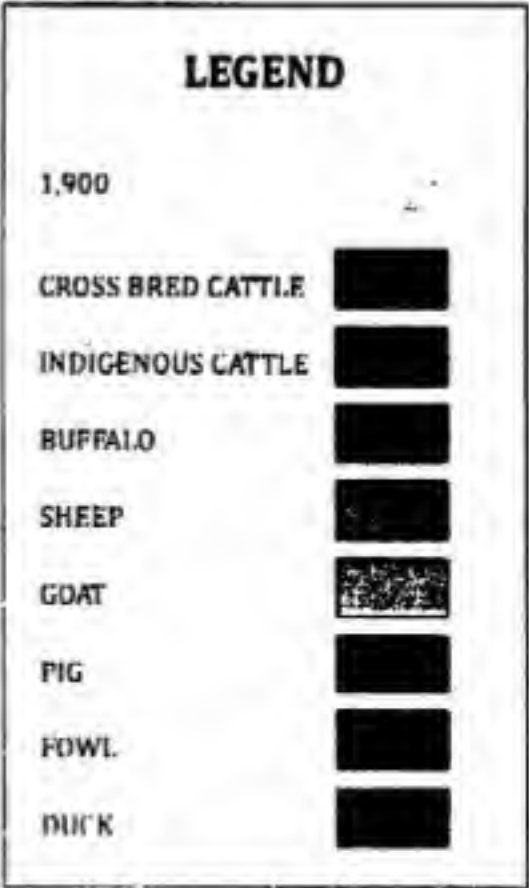 LEGEND
1,900
CROSS BRED CATTLE
INDIGENOUS CATTLE
BUFFALO
SHEEP
GOAT
PIG
FOWL
DUCK